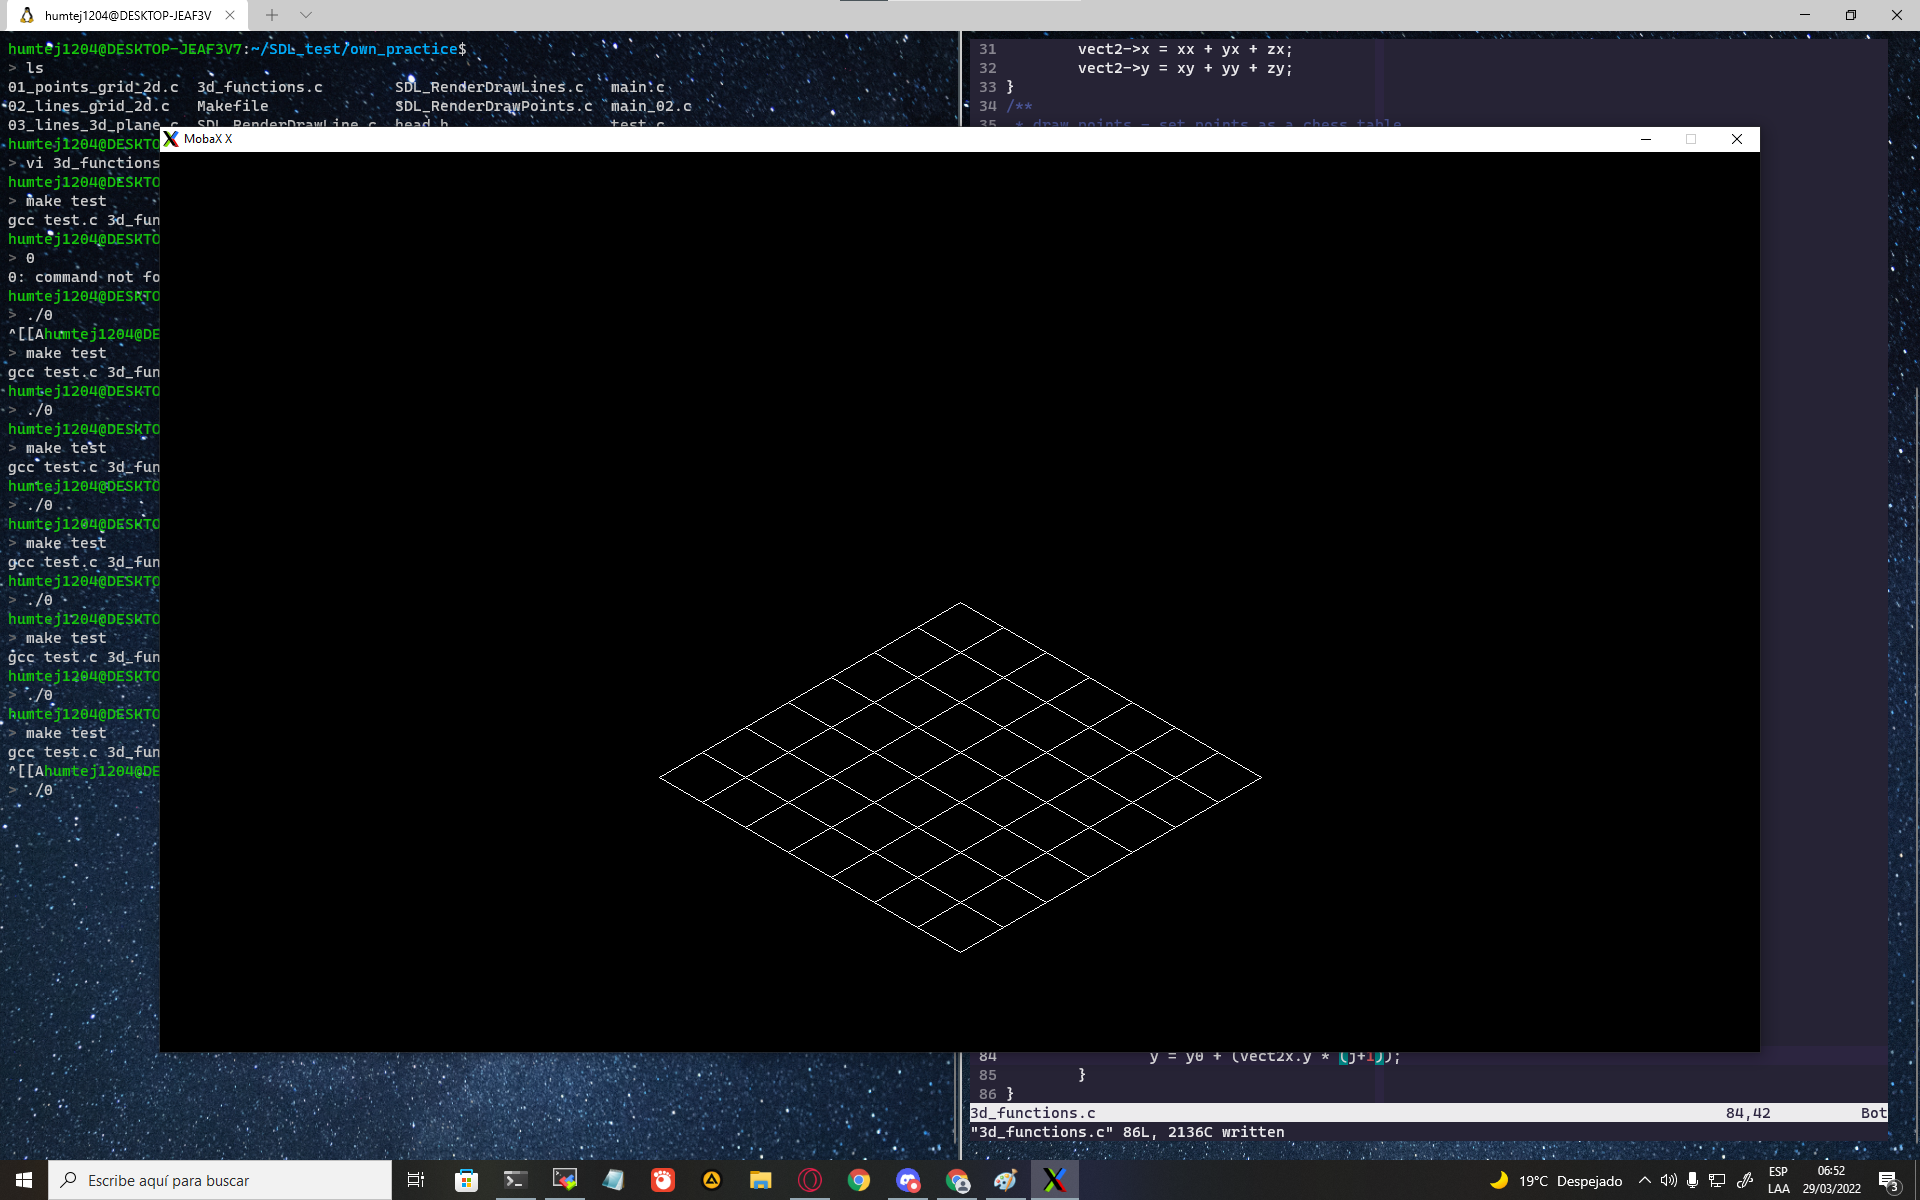 humtej1204@DESKTOP-JEAF3V
humtej1204@DESKTOP-JEAF3V7:~/SDL_test/own_practice$
> ls
01_points_grid_2d.c 3d_functions.c SDL_RenderDrawLines.c main.c
02_lines_grid_2d.c Makefile SDL_RenderDrawPoints.c main_02.c
03_lines_3d_plane.c SDL_RenderDrawLine.c head.h test.c
humtej1204@DESKTO
> vi 3d_functions
humtej1204@DESKTO
> make test
gcc test.c 3d_fun
humtej1204@DESKTO
> 0
0: command not fo
humtej1204@DESKTO
> ./0
^[[Ahumtej1204@DE
> make test
gcc test.c 3d_fun
humtej1204@DESKTO
> ./0
humtej1204@DESKTO
> make test
gcc test.c 3d_fun
humtej1204@DESKTO
> ./0
humtej1204@DESKTO
> make test
gcc test.c 3d_fun
humtej1204@DESKTO
> ./0
humtej1204@DESKTO
> make test
gcc test.c 3d_fun
humtej1204@DESKTO
> ./0
humtej1204@DESKTO
> make test
gcc test.c 3d_fun
^[[Ahumtej1204@DE
> ./0
31 vect2->x = xx + yx + zx;
32 vect2->y = xy + yy + zy;
33 }
34 /**
35 * draw_points - set points as a chess table
MobaX X
84 y = y0 + (vect2x.y * (j+1));
85 }
86 }
3d_functions.c 84,42 Bot
"3d_functions.c" 86L, 2136C written
Escribe aquí para buscar
19°C Despejado
ESP
LAA
06:52
29/03/2022
3